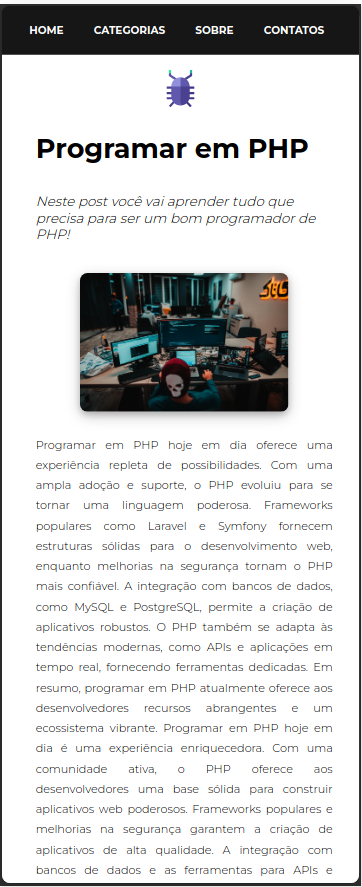 HOME CATEGORIAS SOBRE CONTATOS
Programar em PHP
Neste post você vai aprender tudo que
precisa para ser um bom programador de
PHP!
Programar em PHP hoje em dia oferece uma
experiência repleta de possibilidades. Com uma
ampla adoção e suporte, o PHP evoluiu para se
tornar uma linguagem poderosa. Frameworks
populares como Laravel e Symfony fornecem
estruturas sólidas para o desenvolvimento web,
enquanto melhorias na segurança tornam o PHP
mais confiável. A integração com bancos de dados,
como MySQL e PostgreSQL, permite a criação de
aplicativos robustos. O PHP também se adapta às
tendências modernas, como APIs e aplicações em
tempo real, fornecendo ferramentas dedicadas. Em
resumo, programar em PHP atualmente oferece aos
desenvolvedores recursos abrangentes e um
ecossistema vibrante. Programar em PHP hoje em
dia é uma experiência enriquecedora. Com uma
comunidade ativa, o PHP oferece aos
desenvolvedores uma base sólida para construir
aplicativos web poderosos. Frameworks populares e
melhorias na segurança garantem a criação de
aplicativos de alta qualidade. A integração com
bancos de dados e as ferramentas para APIs e